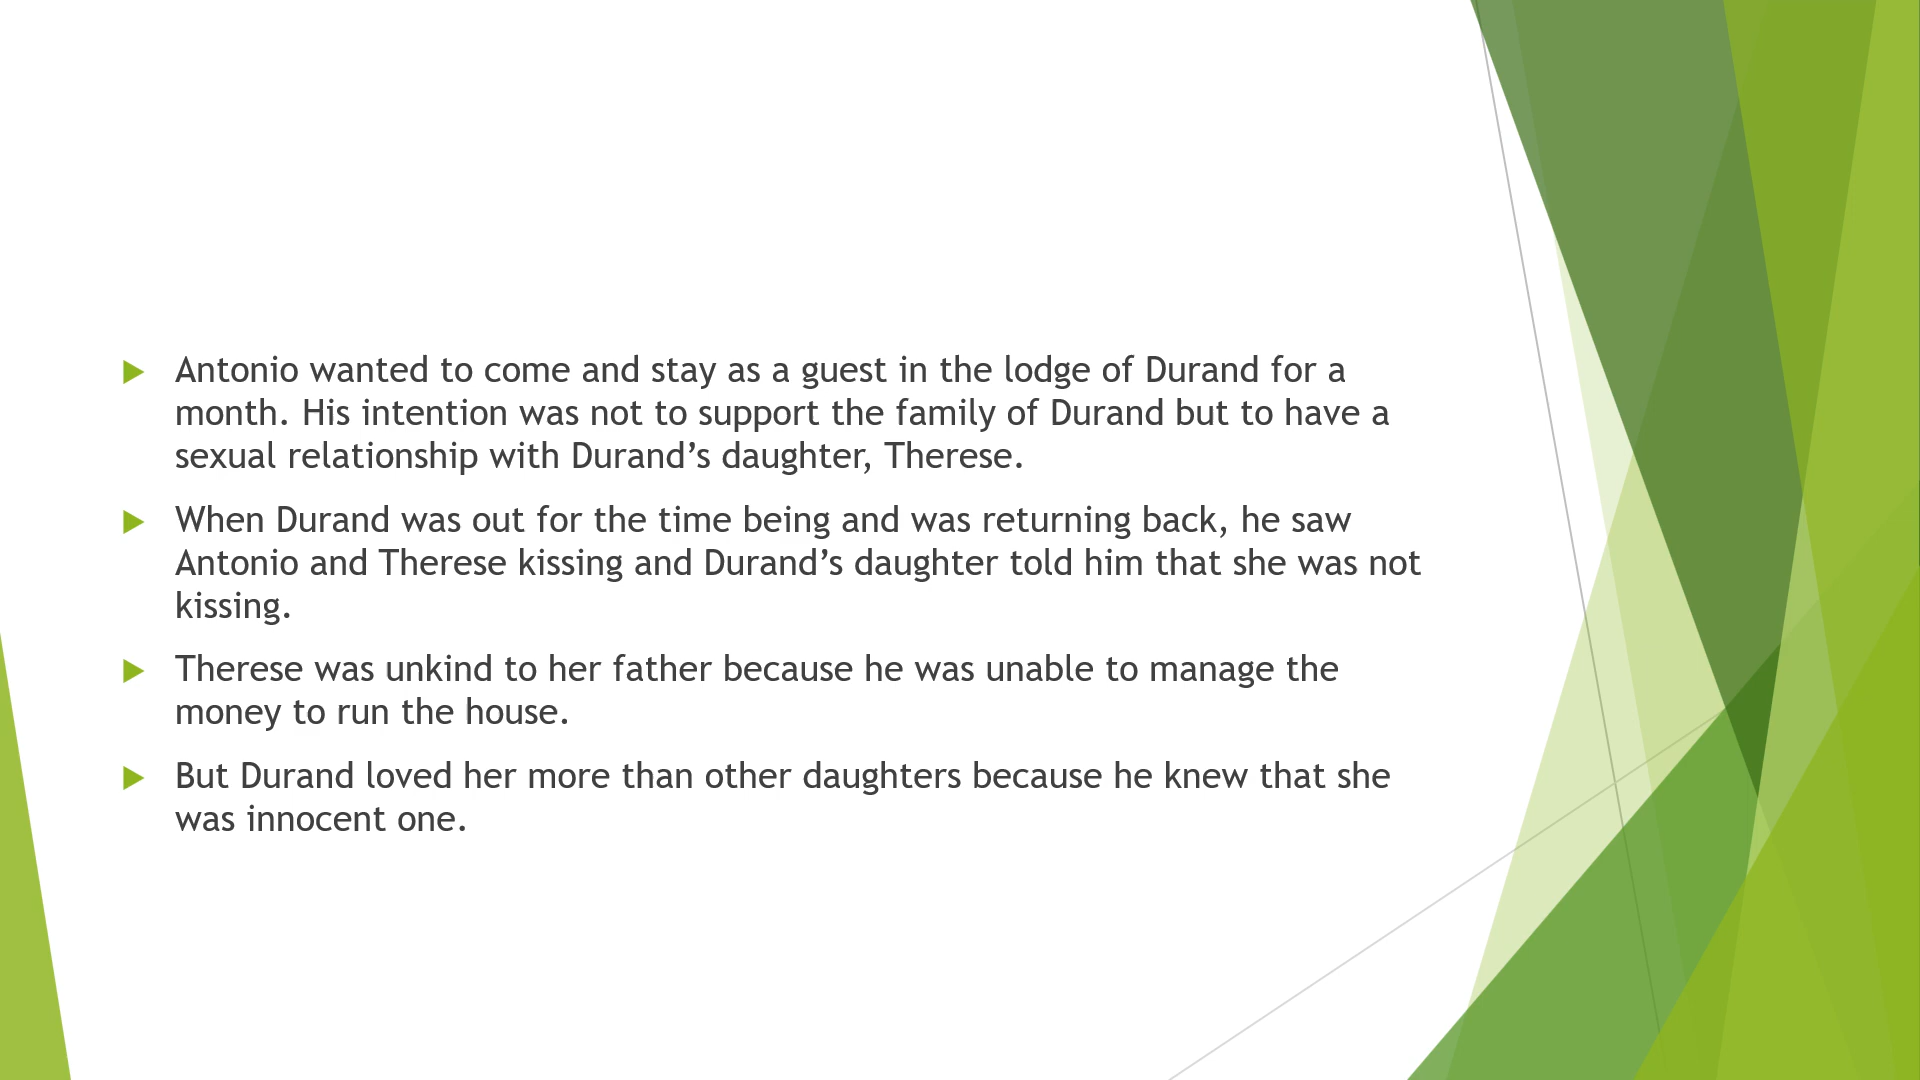 Antonio wanted to come and stay as a guest in the lodge of Durand for a
month. His intention was not to support the family of Durand but to have a
sexual relationship with Durand’s daughter, Therese.
When Durand was out for the time being and was returning back, he saw
Antonio and Therese kissing and Durand’s daughter told him that she was not
kissing.
Therese was unkind to her father because he was unable to manage the
money to run the house.
But Durand loved her more than other daughters because he knew that she
was innocent one.